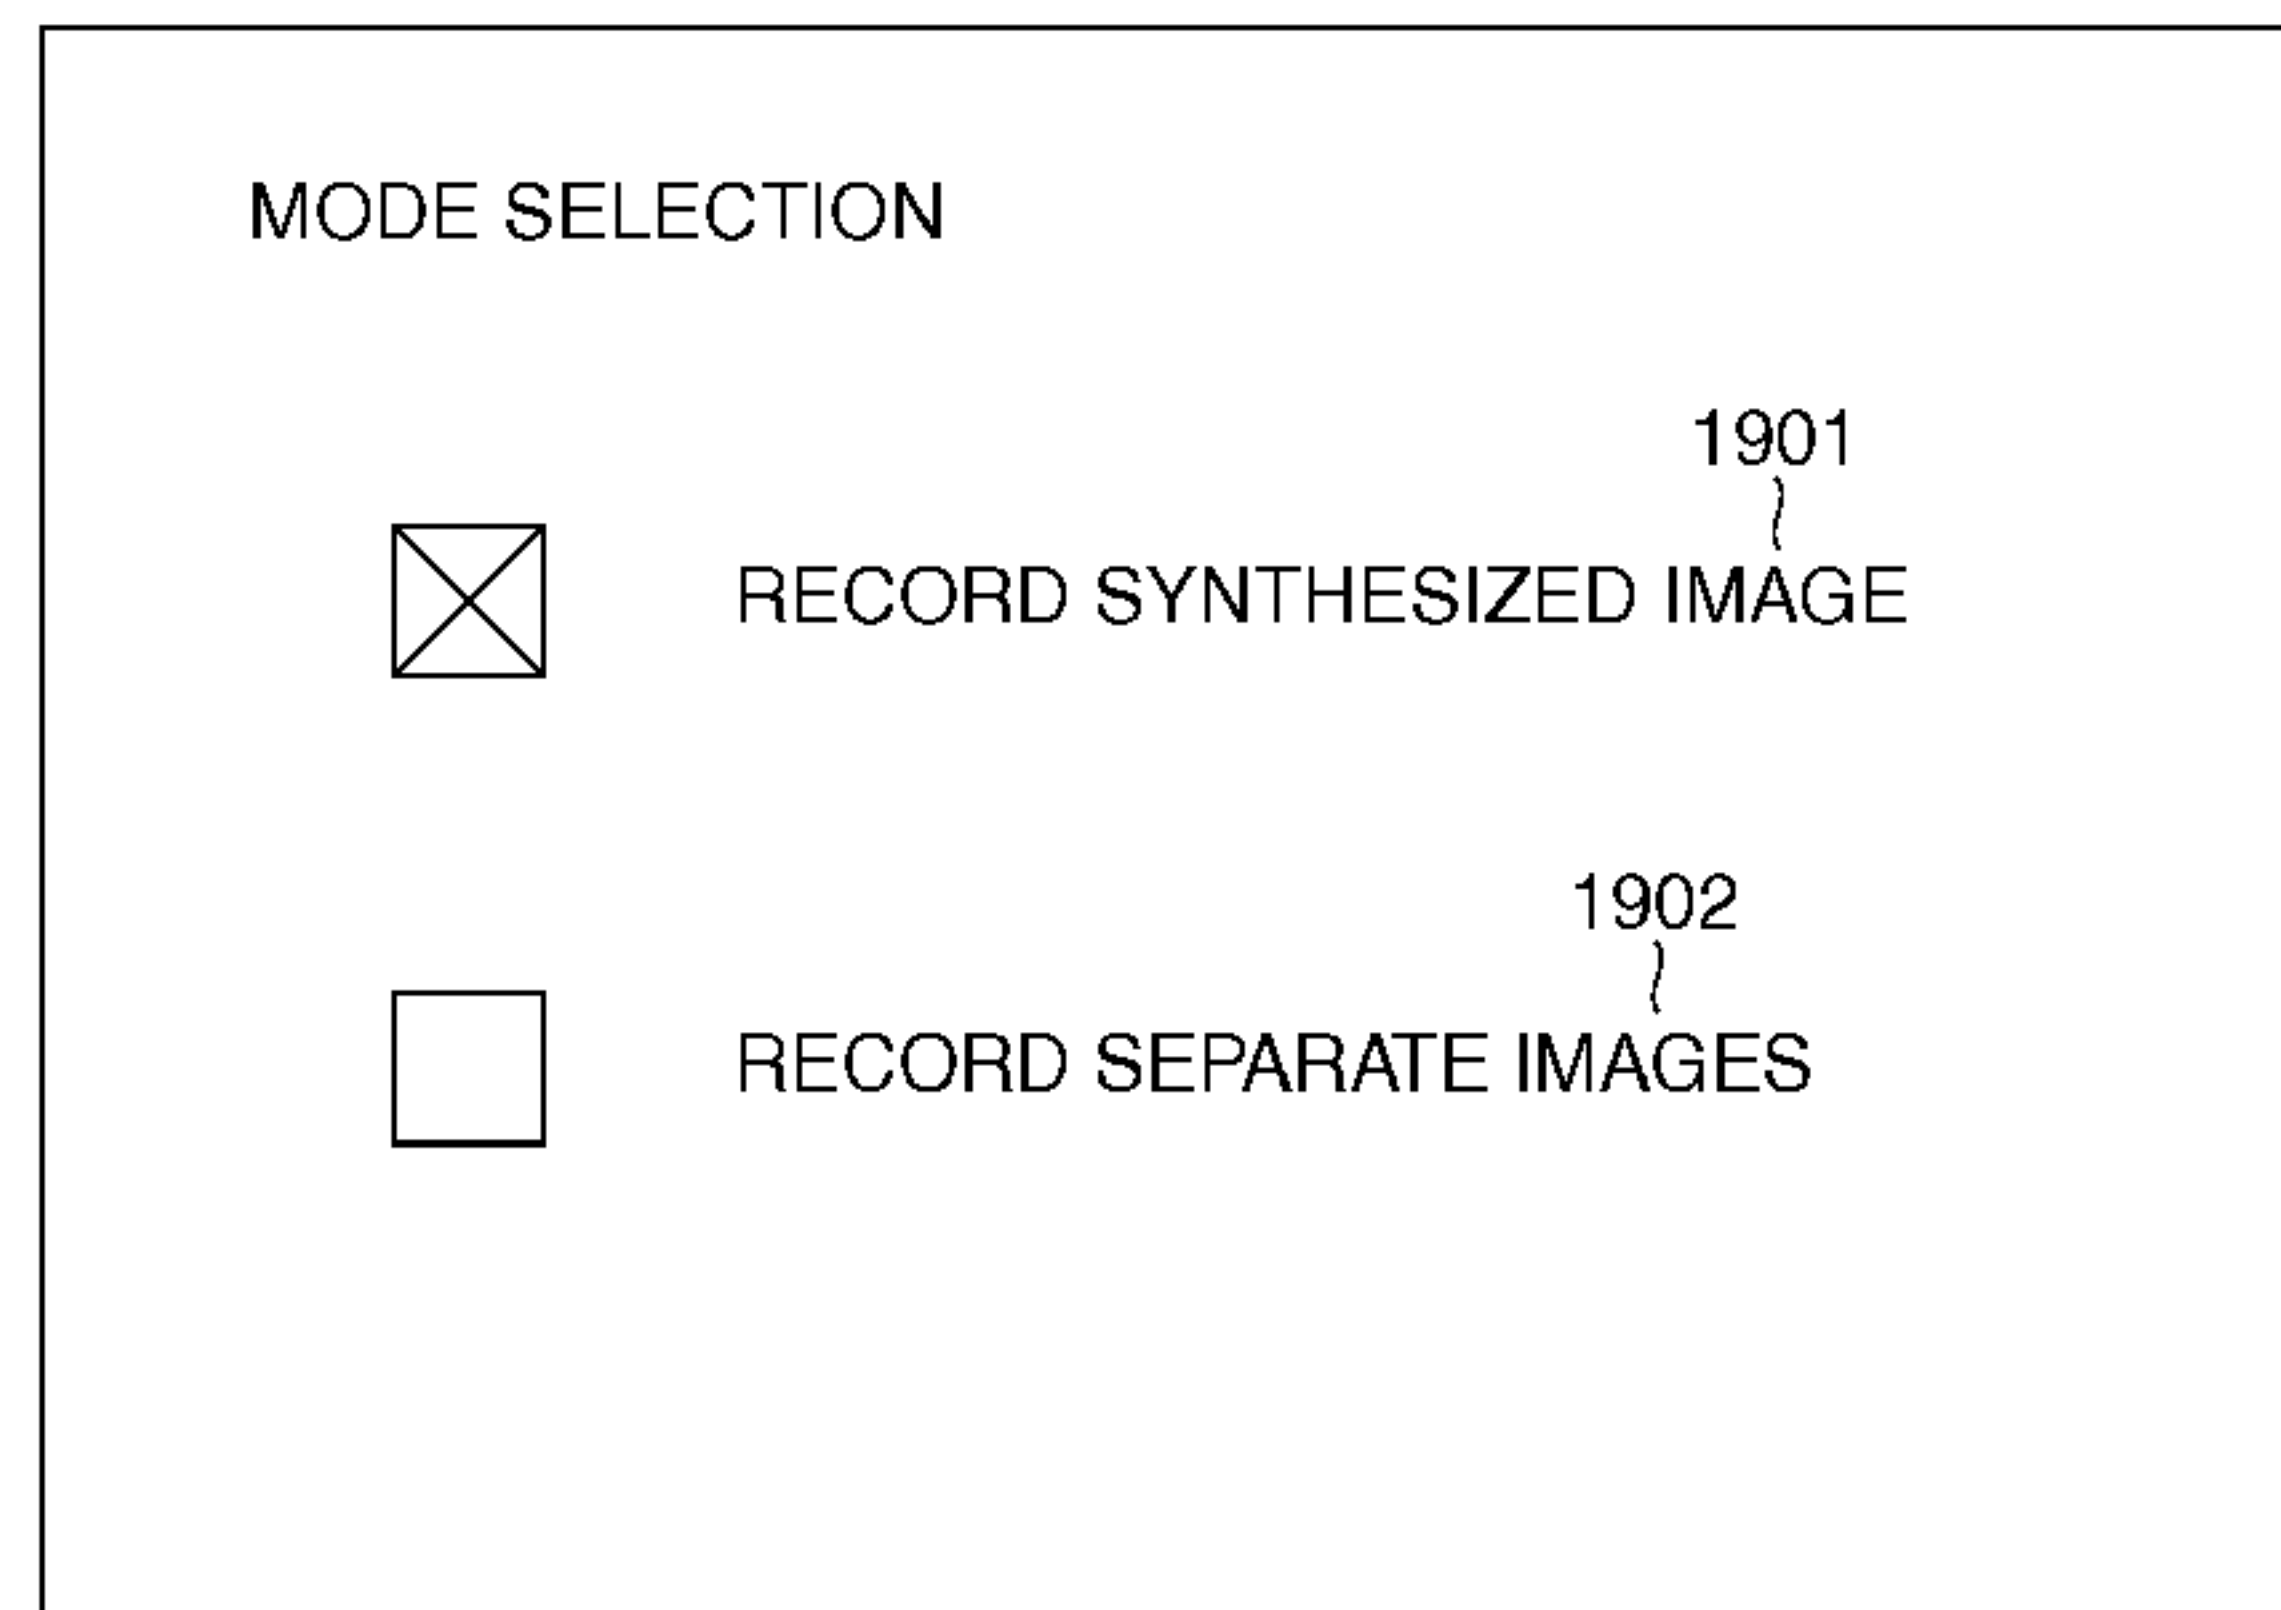 MODE SELECTION
1901
RECORD SYNTHESIZED IMAGE
1902
RECORD SEPARATE IMAGES